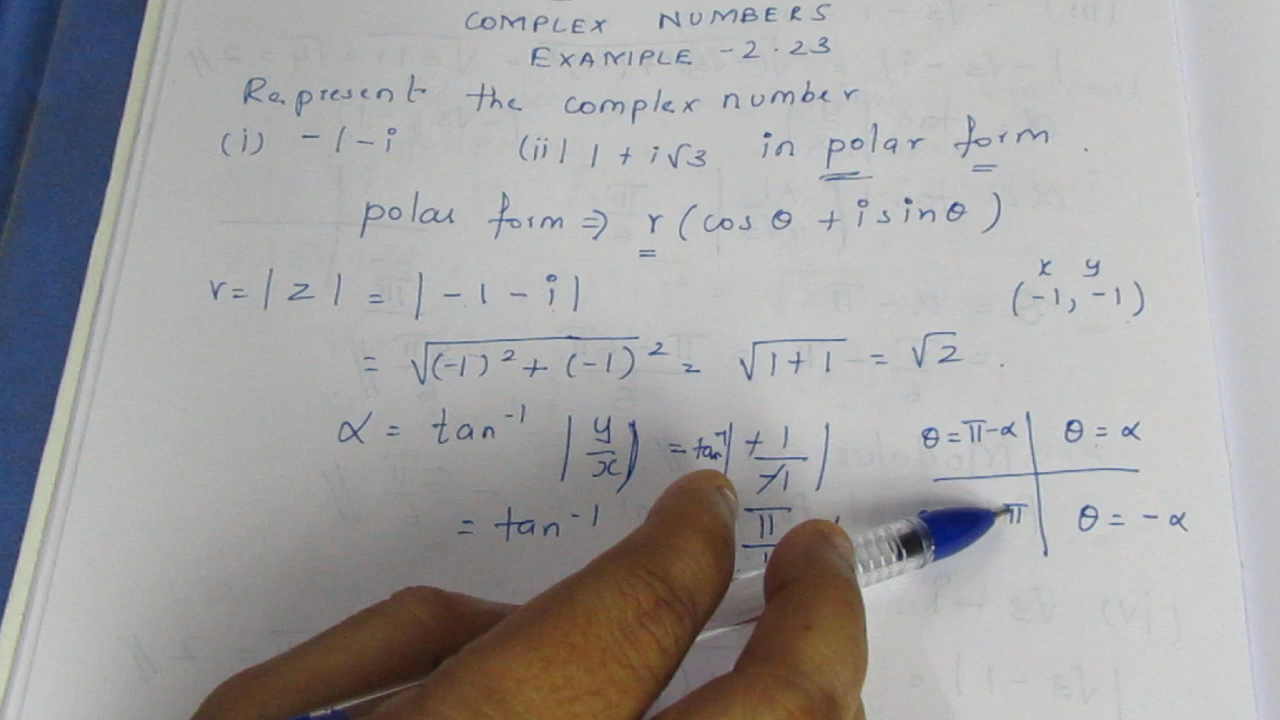 COMPLEX NUMBERS
EXAMPLE -2.23
Represent the complex number
(i) -1-i (ii) 1+i√3 in polar form.
polar form ⇒ r(cos θ + i sin θ)
r = |z| = |-1-i|
(-1, -1) x y
= √(-1)² + (-1)² = √1+1 = √2.
α = tan⁻¹ |y/x| = tan⁻¹ |+1/-1|
θ = π-α θ = α
= tan⁻¹ π
π θ = -α